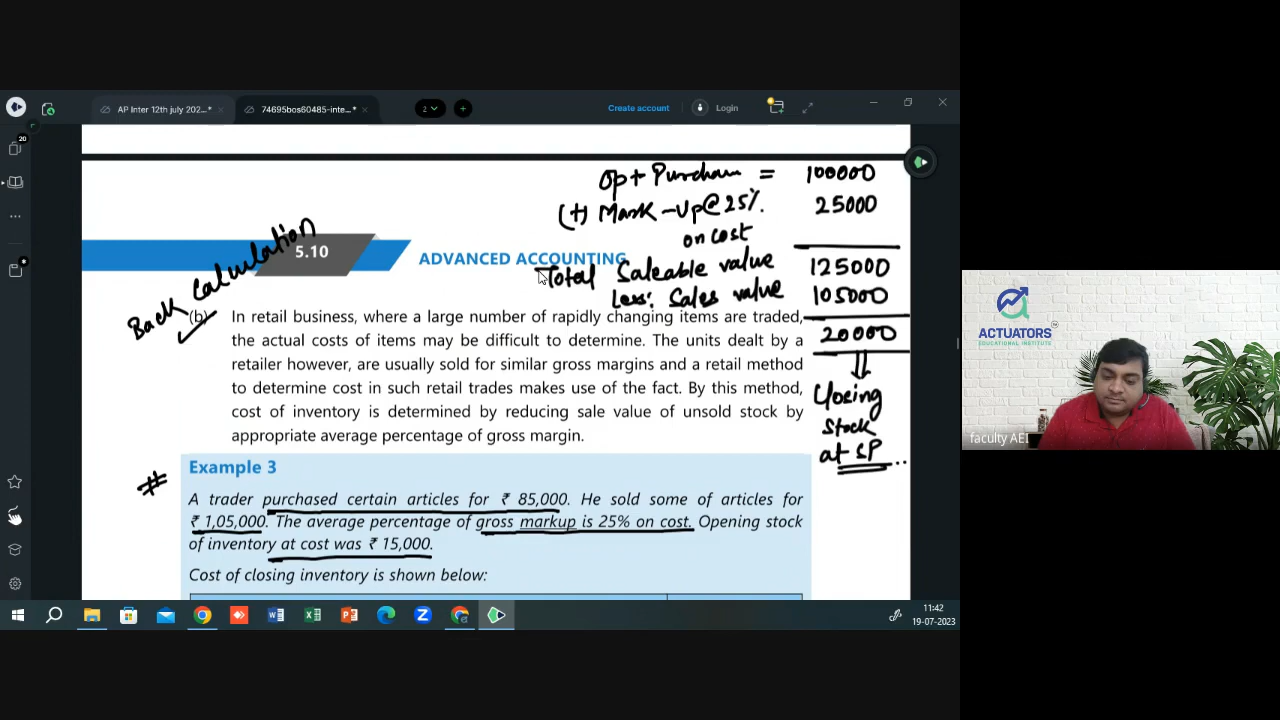 AP Inter 12th july 202... *
74695bos60485-inte... *
2
Create account
Login
20
Op + Purcham = 100000
(+) Mark-Up @ 25% 25000
on cost
Total Saleable value 125000
Less: Sales value 105000
20000
Closing
stock
at SP ...
Back Calculation
5.10
ADVANCED ACCOUNTING
(b) In retail business, where a large number of rapidly changing items are traded,
the actual costs of items may be difficult to determine. The units dealt by a
retailer however, are usually sold for similar gross margins and a retail method
to determine cost in such retail trades makes use of the fact. By this method,
cost of inventory is determined by reducing sale value of unsold stock by
appropriate average percentage of gross margin.
#
Example 3
A trader purchased certain articles for ₹ 85,000. He sold some of articles for
₹ 1,05,000. The average percentage of gross markup is 25% on cost. Opening stock
of inventory at cost was ₹ 15,000.
Cost of closing inventory is shown below:
ACTUATORS
EDUCATIONAL INSTITUTE
faculty AEI
11:42
19-07-2023